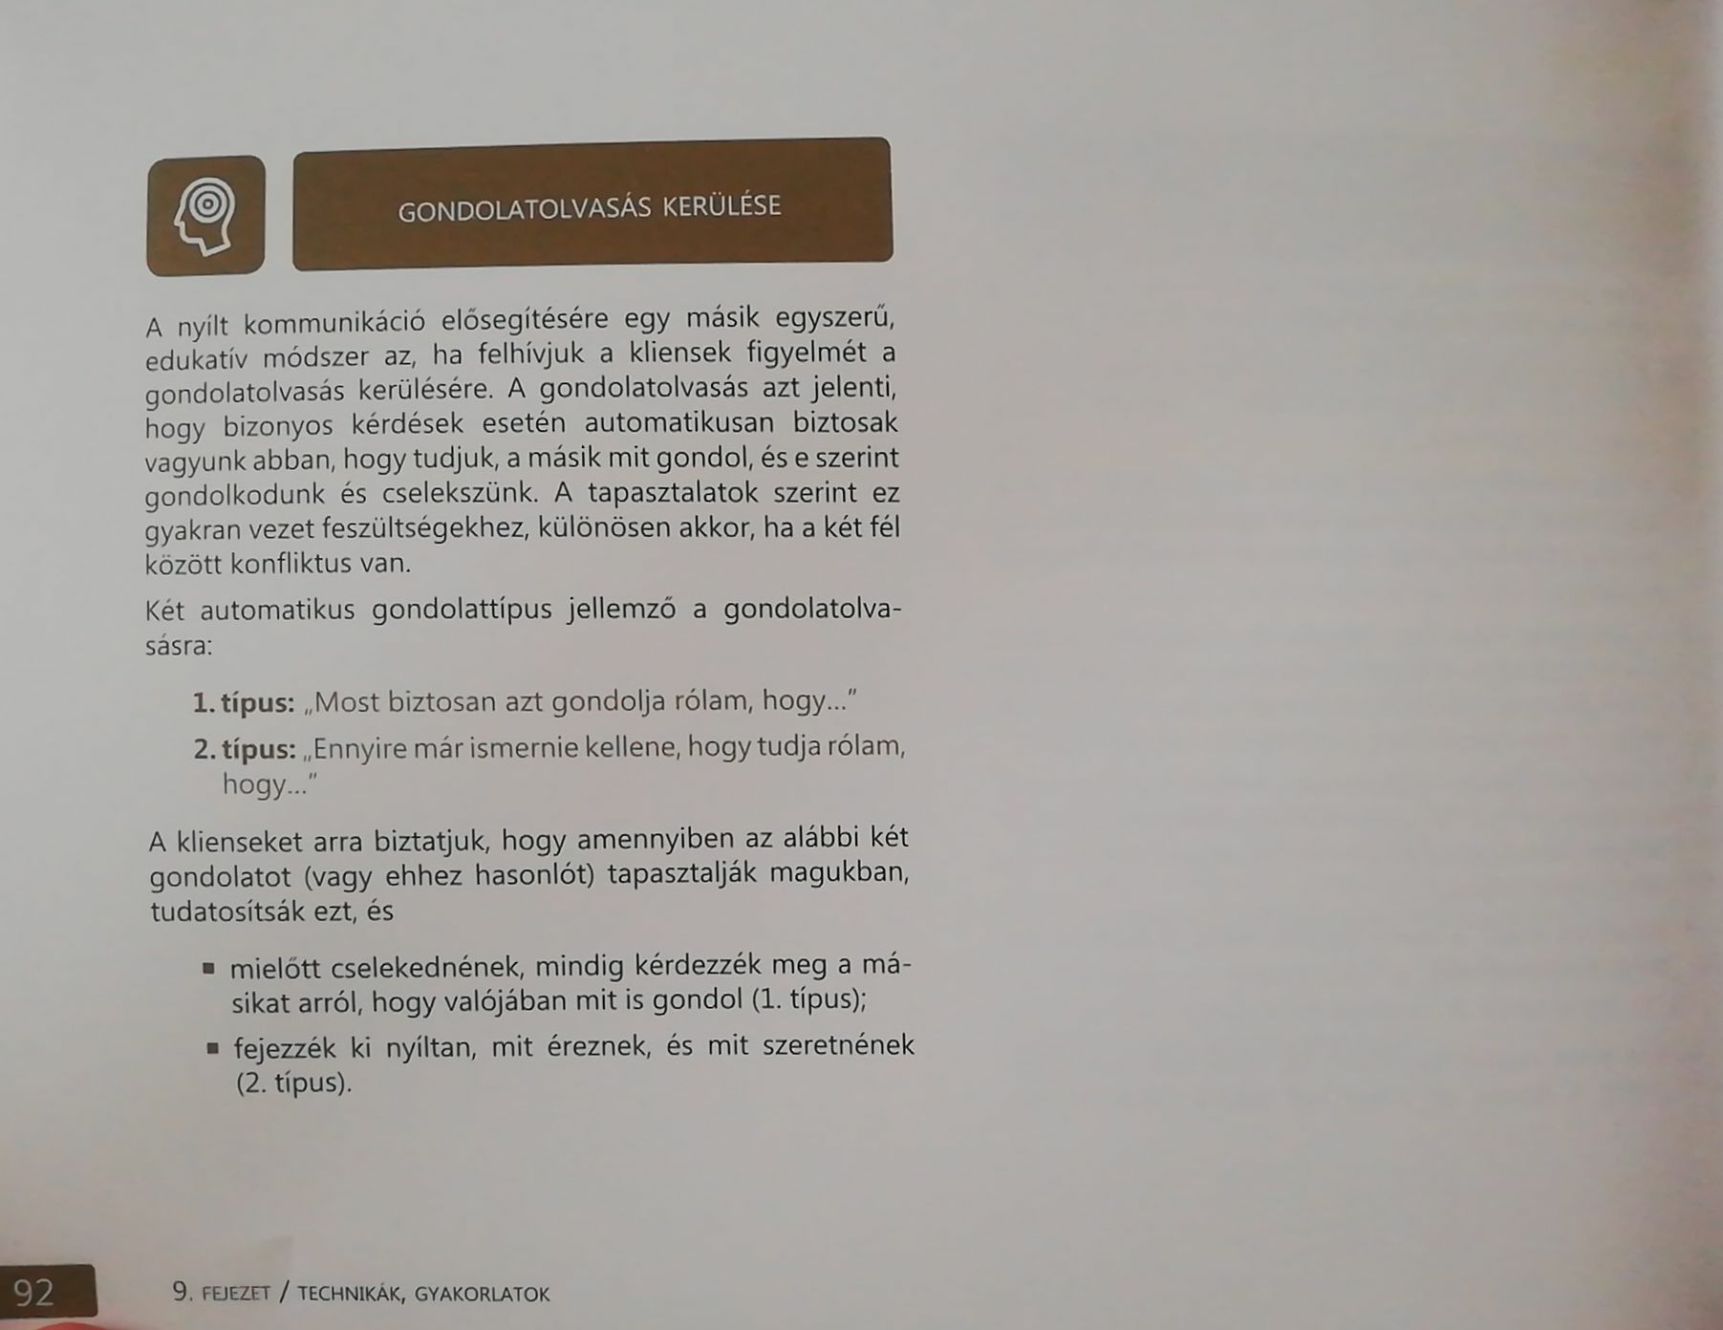 GONDOLATOLVASÁS KERÜLÉSE
A nyílt kommunikáció elősegítésére egy másik egyszerű,
edukatív módszer az, ha felhívjuk a kliensek figyelmét a
gondolatolvasás kerülésére. A gondolatolvasás azt jelenti,
hogy bizonyos kérdések esetén automatikusan biztosak
vagyunk abban, hogy tudjuk, a másik mit gondol, és e szerint
gondolkodunk és cselekszünk. A tapasztalatok szerint ez
gyakran vezet feszültségekhez, különösen akkor, ha a két fél
között konfliktus van.
Két automatikus gondolattípus jellemző a gondolatolva-
sásra:
1. típus: „Most biztosan azt gondolja rólam, hogy..."
2. típus: „Ennyire már ismernie kellene, hogy tudja rólam,
hogy..."
A klienseket arra biztatjuk, hogy amennyiben az alábbi két
gondolatot (vagy ehhez hasonlót) tapasztalják magukban,
tudatosítsák ezt, és
▪ mielőtt cselekednének, mindig kérdezzék meg a má-
sikat arról, hogy valójában mit is gondol (1. típus);
▪ fejezzék ki nyíltan, mit éreznek, és mit szeretnének
(2. típus).
92 9. FEJEZET / TECHNIKÁK, GYAKORLATOK